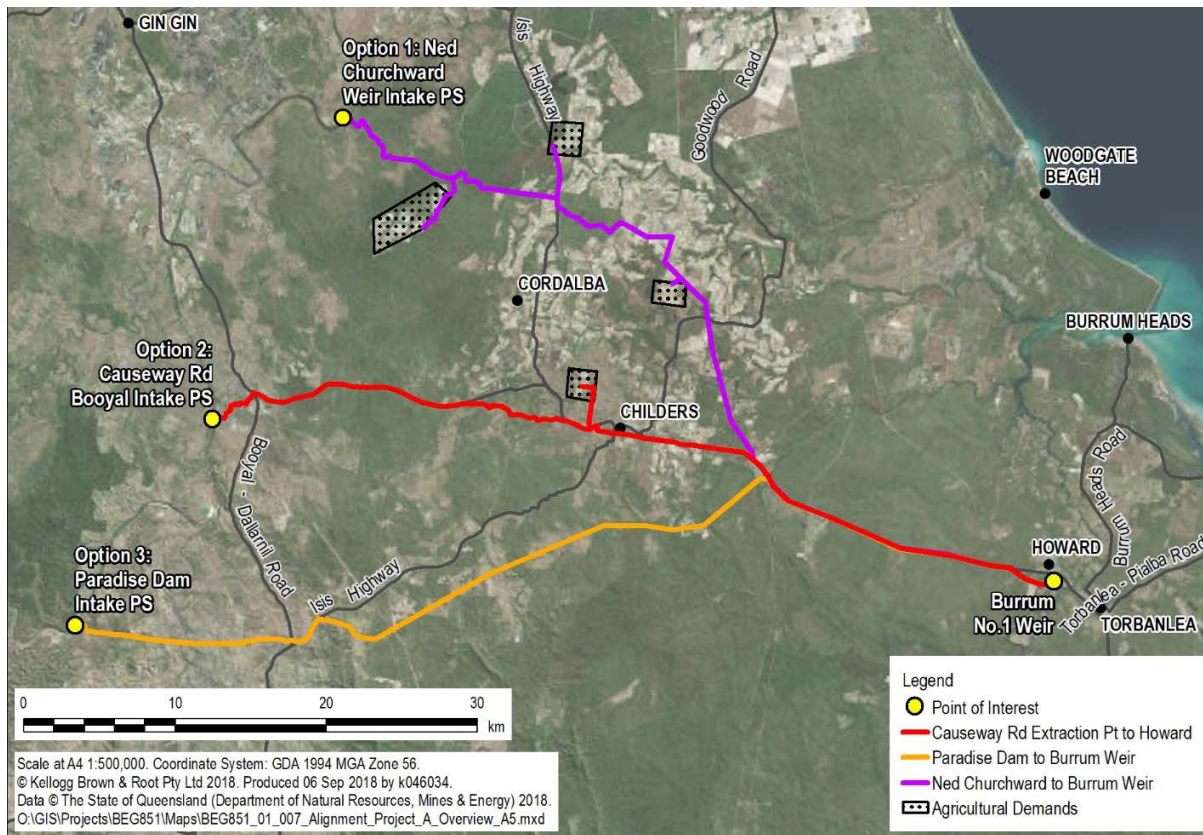 GIN GIN
Option 1: Ned
Churchward
Weir Intake PS
Isis
Highway
Goodwood Road
WOODGATE
BEACH
CORDALBA
BURRUM HEADS
Option 2:
Causeway Rd
Booyal Intake PS
CHILDERS
Booyal - Dallarnil Road
Burrum Heads Road
Option 3:
Paradise Dam
Intake PS
Isis Highway
HOWARD
Torbanlea - Pialba Road
Burrum
No.1 Weir
TORBANLEA
0 10 20 30
km
Scale at A4 1:500,000. Coordinate System: GDA 1994 MGA Zone 56.
© Kellogg Brown & Root Pty Ltd 2018. Produced 06 Sep 2018 by k046034.
Data © The State of Queensland (Department of Natural Resources, Mines & Energy) 2018.
O:\GIS\Projects\BEG851\Maps\BEG851_01_007_Alignment_Project_A_Overview_A5.mxd
Legend
Point of Interest
Causeway Rd Extraction Pt to Howard
Paradise Dam to Burrum Weir
Ned Churchward to Burrum Weir
Agricultural Demands